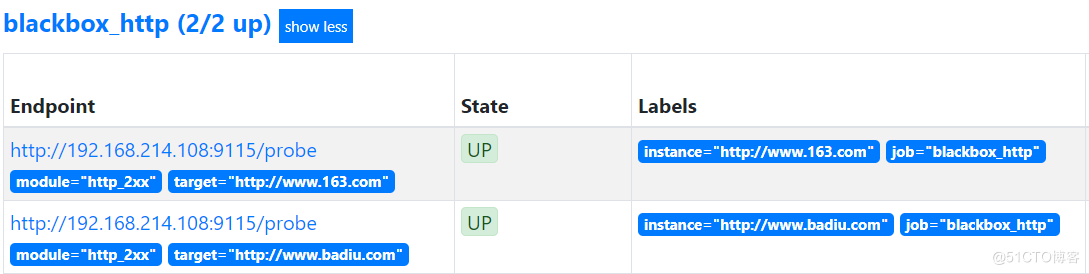 blackbox_http (2/2 up) show less
Endpoint State Labels
http://192.168.214.108:9115/probe UP instance="http://www.163.com" job="blackbox_http"
module="http_2xx" target="http://www.163.com"
http://192.168.214.108:9115/probe UP instance="http://www.badiu.com" job="blackbox_http"
module="http_2xx" target="http://www.badiu.com"
@51CTO博客